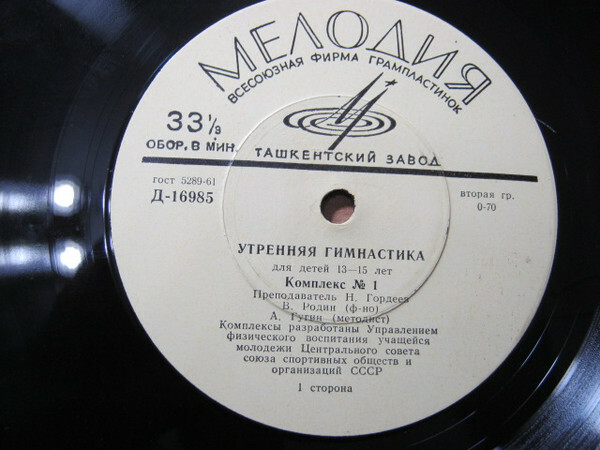 МЕЛОДИЯ
ВСЕСОЮЗНАЯ ФИРМА ГРАМПЛАСТИНОК
33 1/3
ОБОР. В МИН.
ТАШКЕНТСКИЙ ЗАВОД
гост 5289-61
Д-16985
вторая гр.
0-70
УТРЕННЯЯ ГИМНАСТИКА
для детей 13—15 лет
Комплекс № 1
Преподаватель Н. Гордеев
В. Родин (ф-но)
А. Гугин (методист)
Комплексы разработаны Управлением
физического воспитания учащейся
молодежи Центрального совета
союза спортивных обществ и
организаций СССР
1 сторона